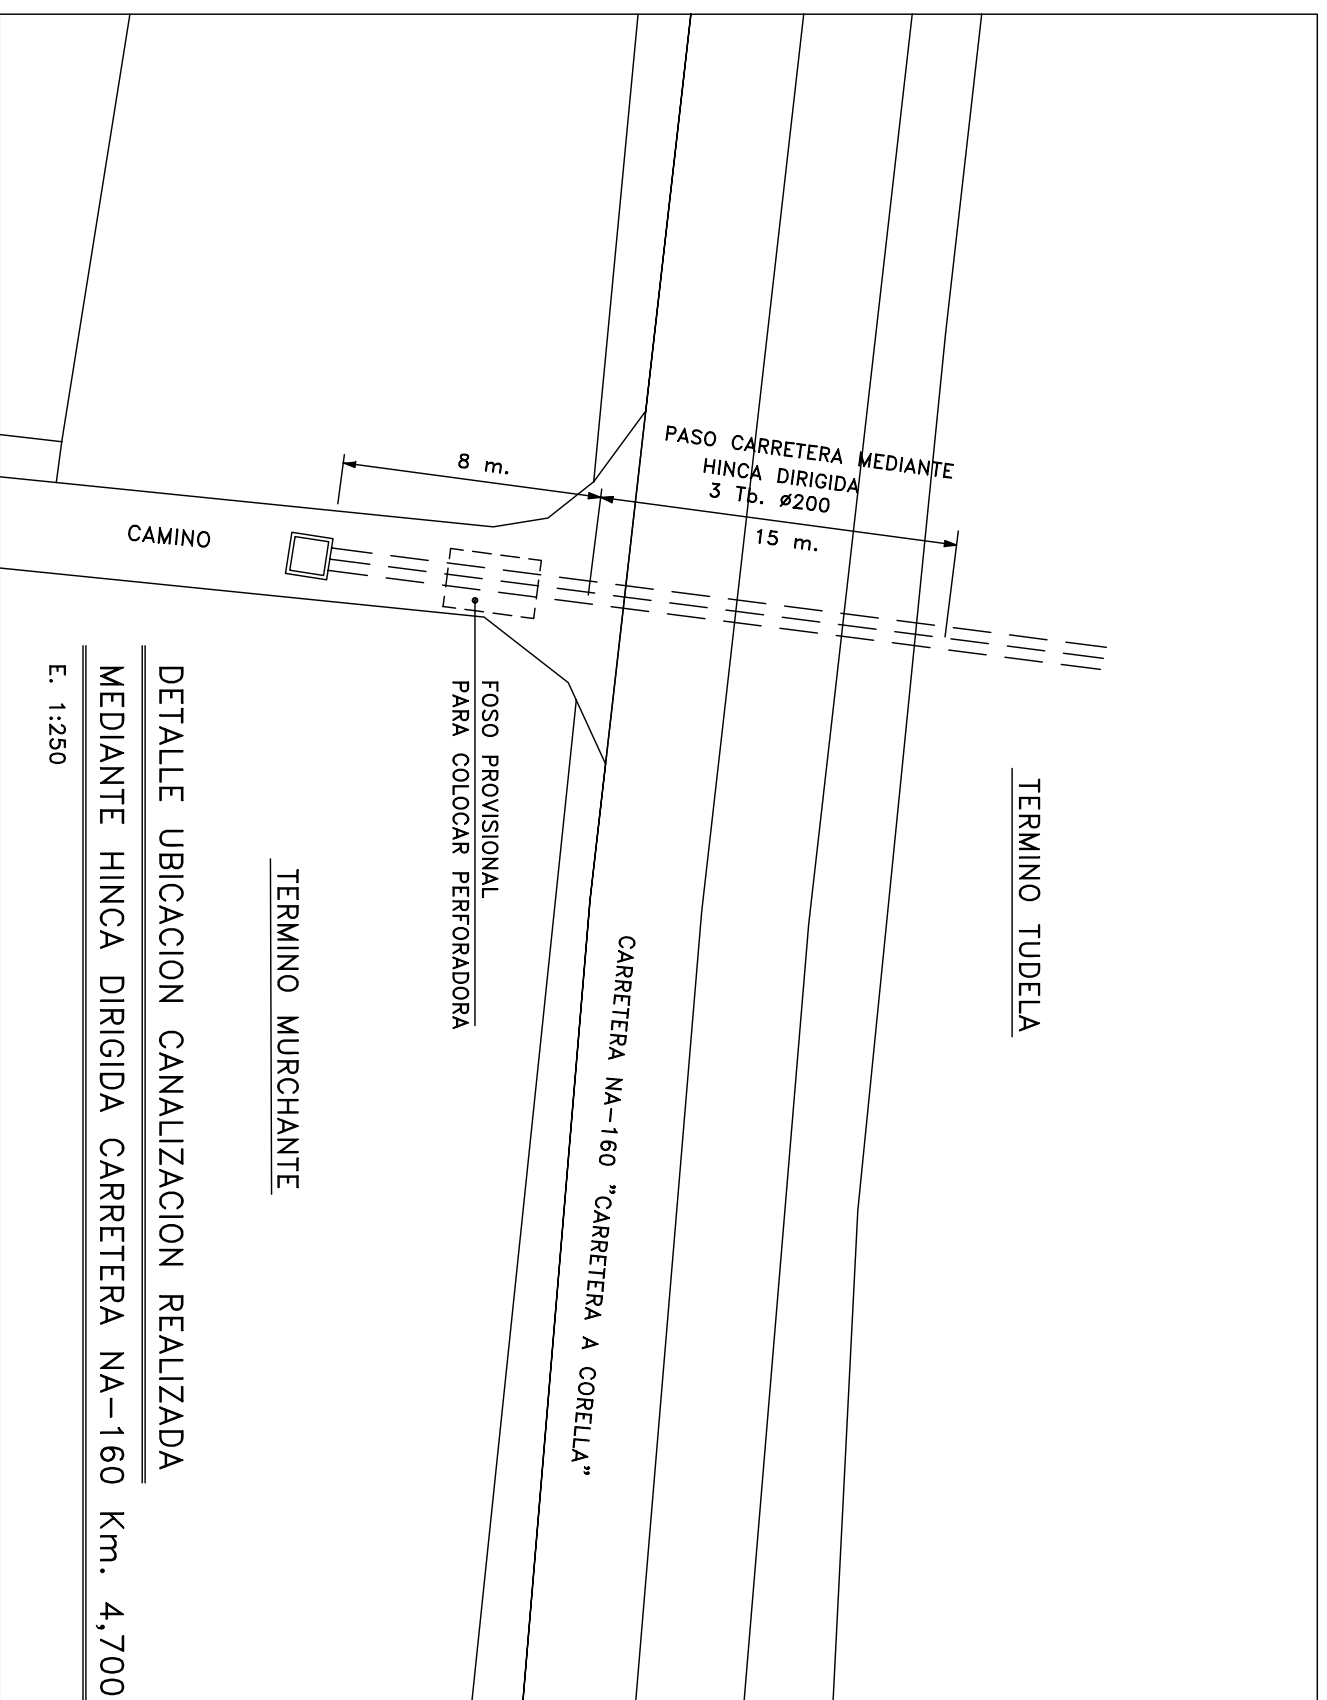 PASO CARRETERA MEDIANTE
HINCA DIRIGIDA
3 Tb. ø200
15 m.
8 m.
CAMINO
TERMINO TUDELA
CARRETERA NA-160 "CARRETERA A CORELLA"
FOSO PROVISIONAL
PARA COLOCAR PERFORADORA
TERMINO MURCHANTE
DETALLE UBICACION CANALIZACION REALIZADA
MEDIANTE HINCA DIRIGIDA CARRETERA NA-160 Km. 4,700
E. 1:250